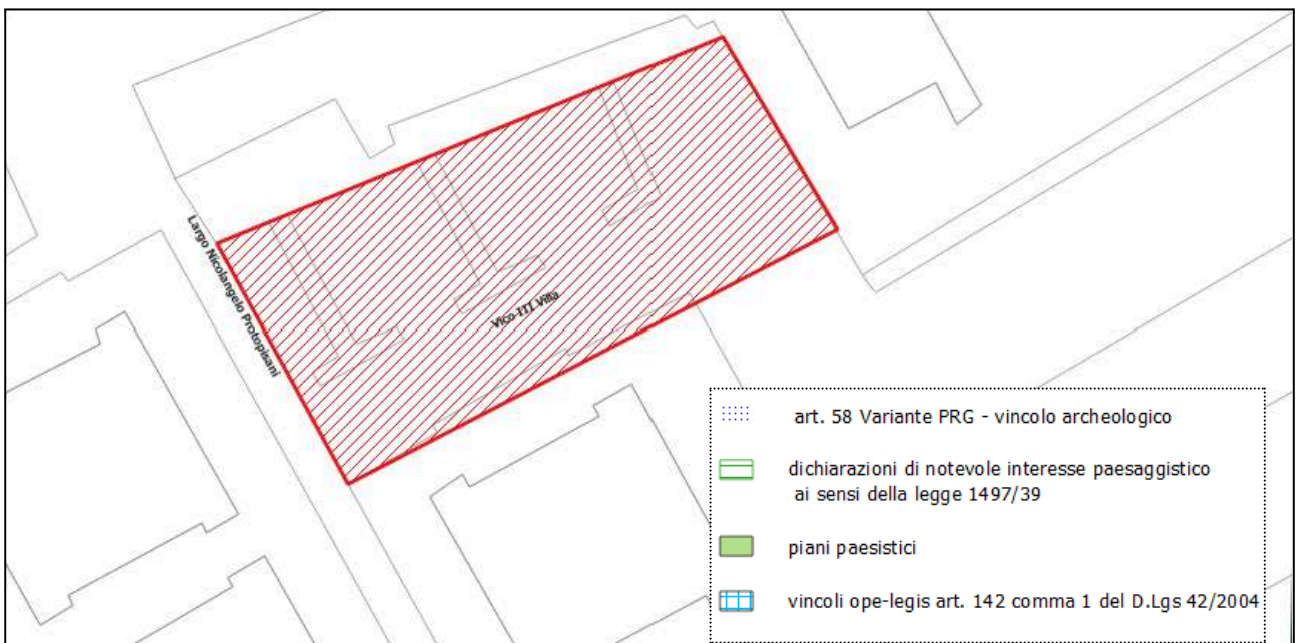 Largo Nicolangelo Protopisani
Vico III Villa
art. 58 Variante PRG - vincolo archeologico
dichiarazioni di notevole interesse paesaggistico
ai sensi della legge 1497/39
piani paesistici
vincoli ope-legis art. 142 comma 1 del D.Lgs 42/2004